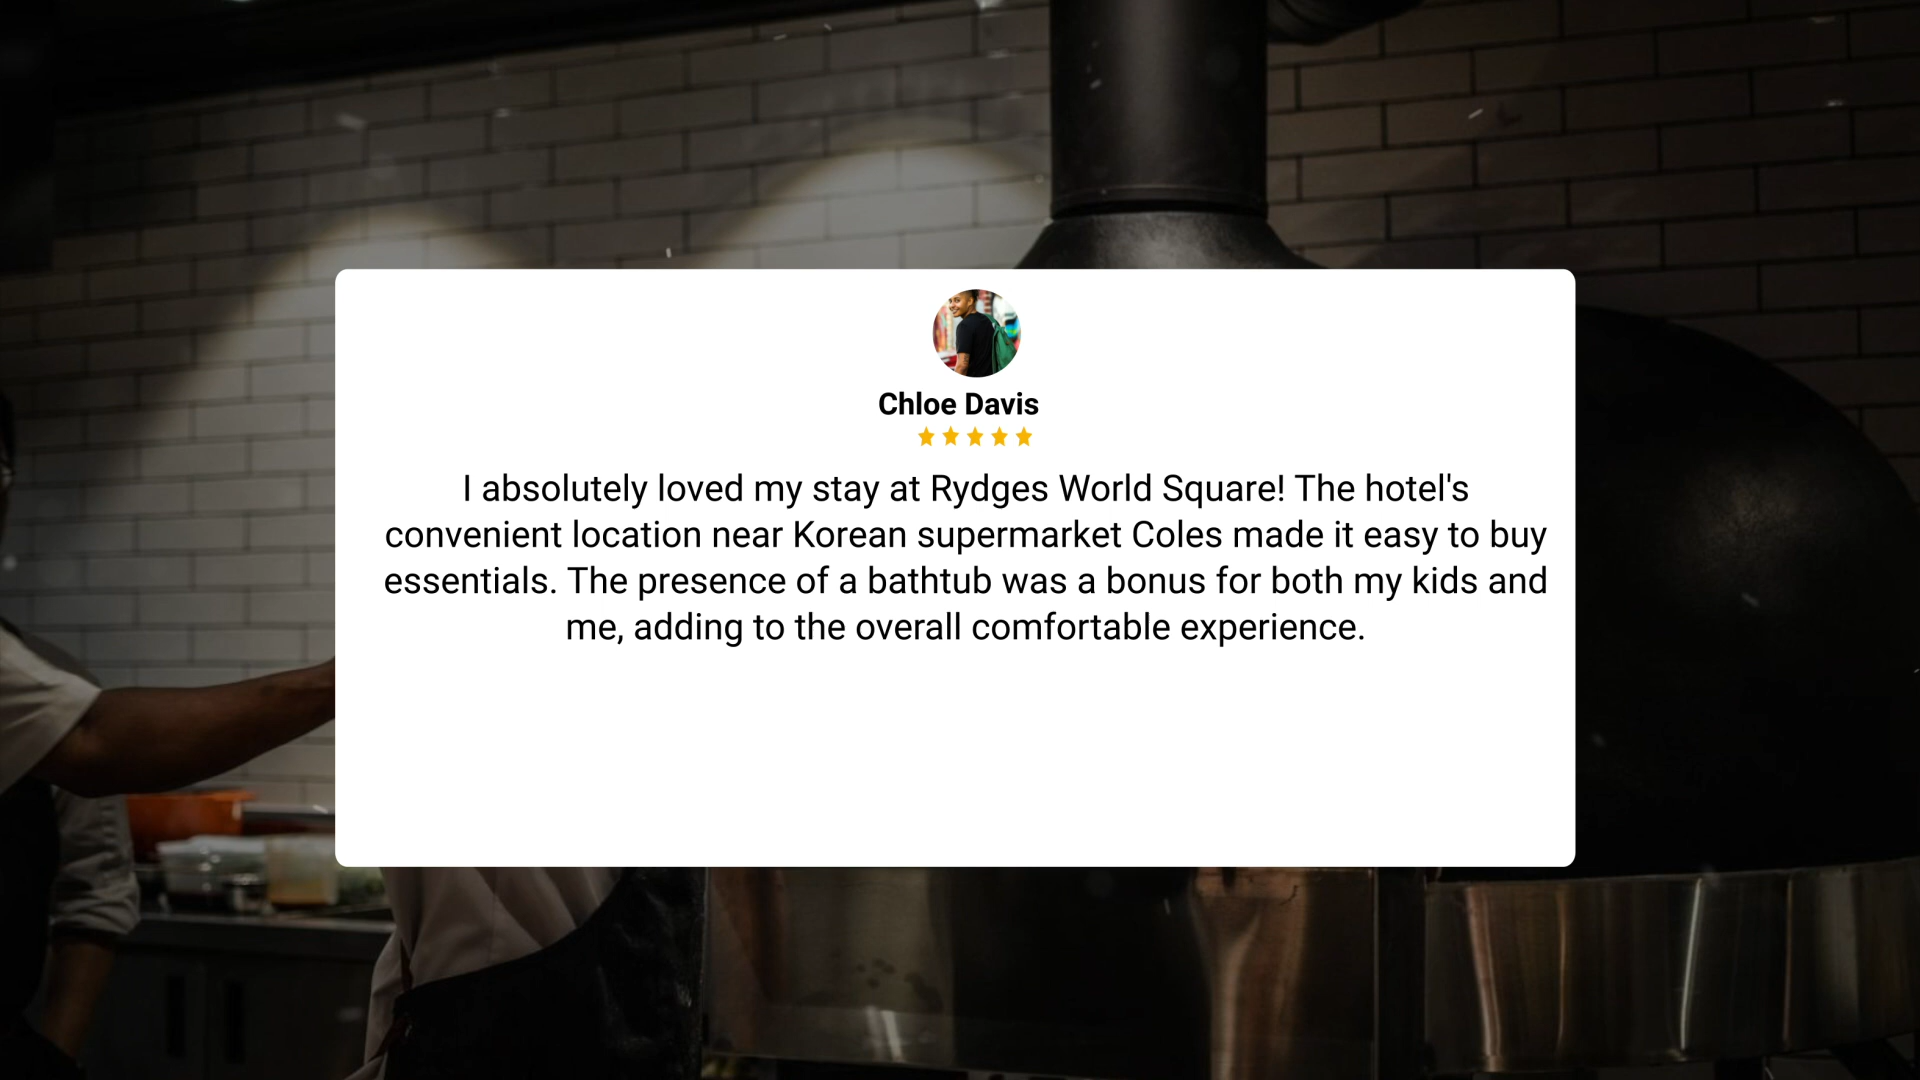 Chloe Davis
I absolutely loved my stay at Rydges World Square! The hotel's
convenient location near Korean supermarket Coles made it easy to buy
essentials. The presence of a bathtub was a bonus for both my kids and
me, adding to the overall comfortable experience.